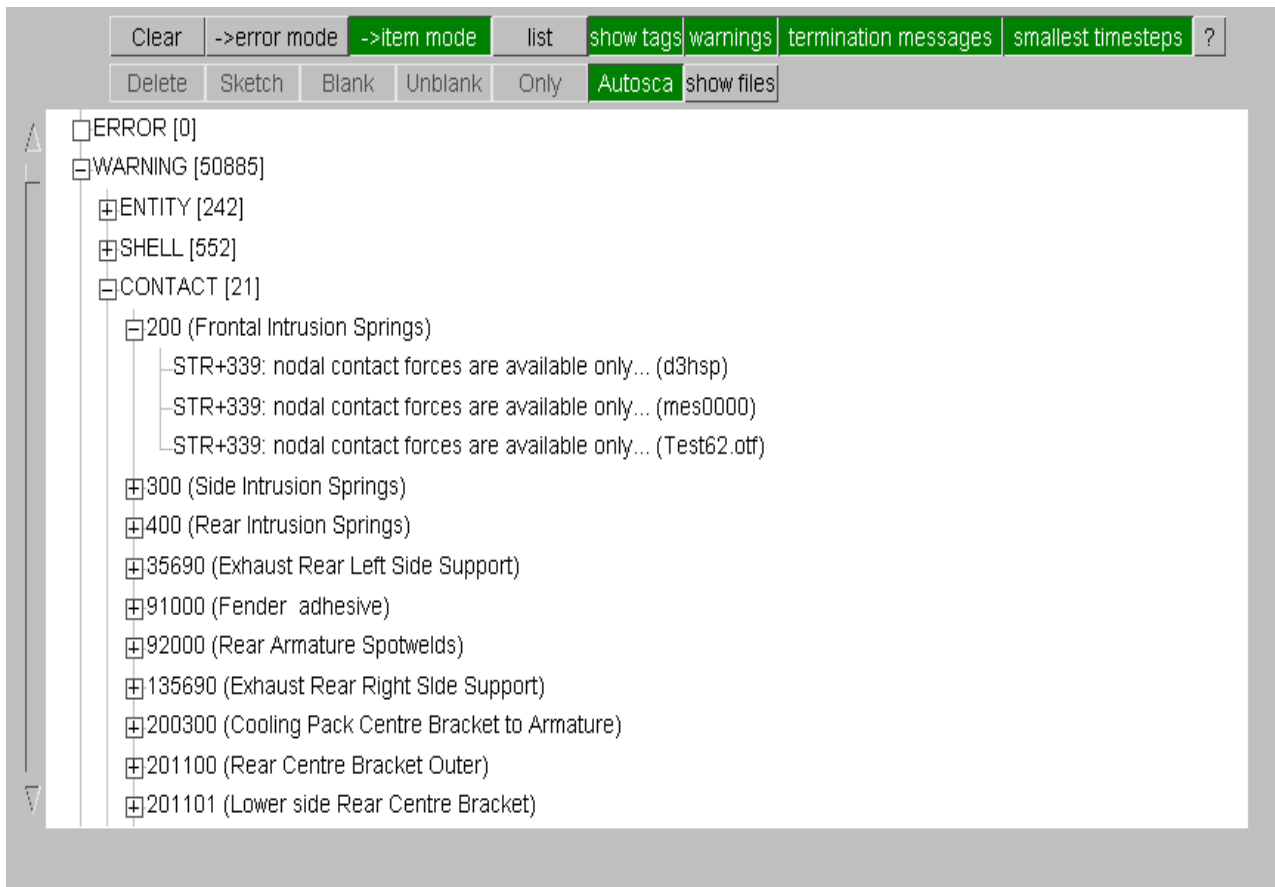 Clear ->error mode ->item mode list show tags warnings termination messages smallest timesteps ?
Delete Sketch Blank Unblank Only Autosca show files
ERROR [0]
WARNING [50885]
ENTITY [242]
SHELL [552]
CONTACT [21]
200 (Frontal Intrusion Springs)
STR+339: nodal contact forces are available only... (d3hsp)
STR+339: nodal contact forces are available only... (mes0000)
STR+339: nodal contact forces are available only... (Test62.otf)
300 (Side Intrusion Springs)
400 (Rear Intrusion Springs)
35690 (Exhaust Rear Left Side Support)
91000 (Fender  adhesive)
92000 (Rear Armature Spotwelds)
135690 (Exhaust Rear Right SIde Support)
200300 (Cooling Pack Centre Bracket to Armature)
201100 (Rear Centre Bracket Outer)
201101 (Lower side Rear Centre Bracket)